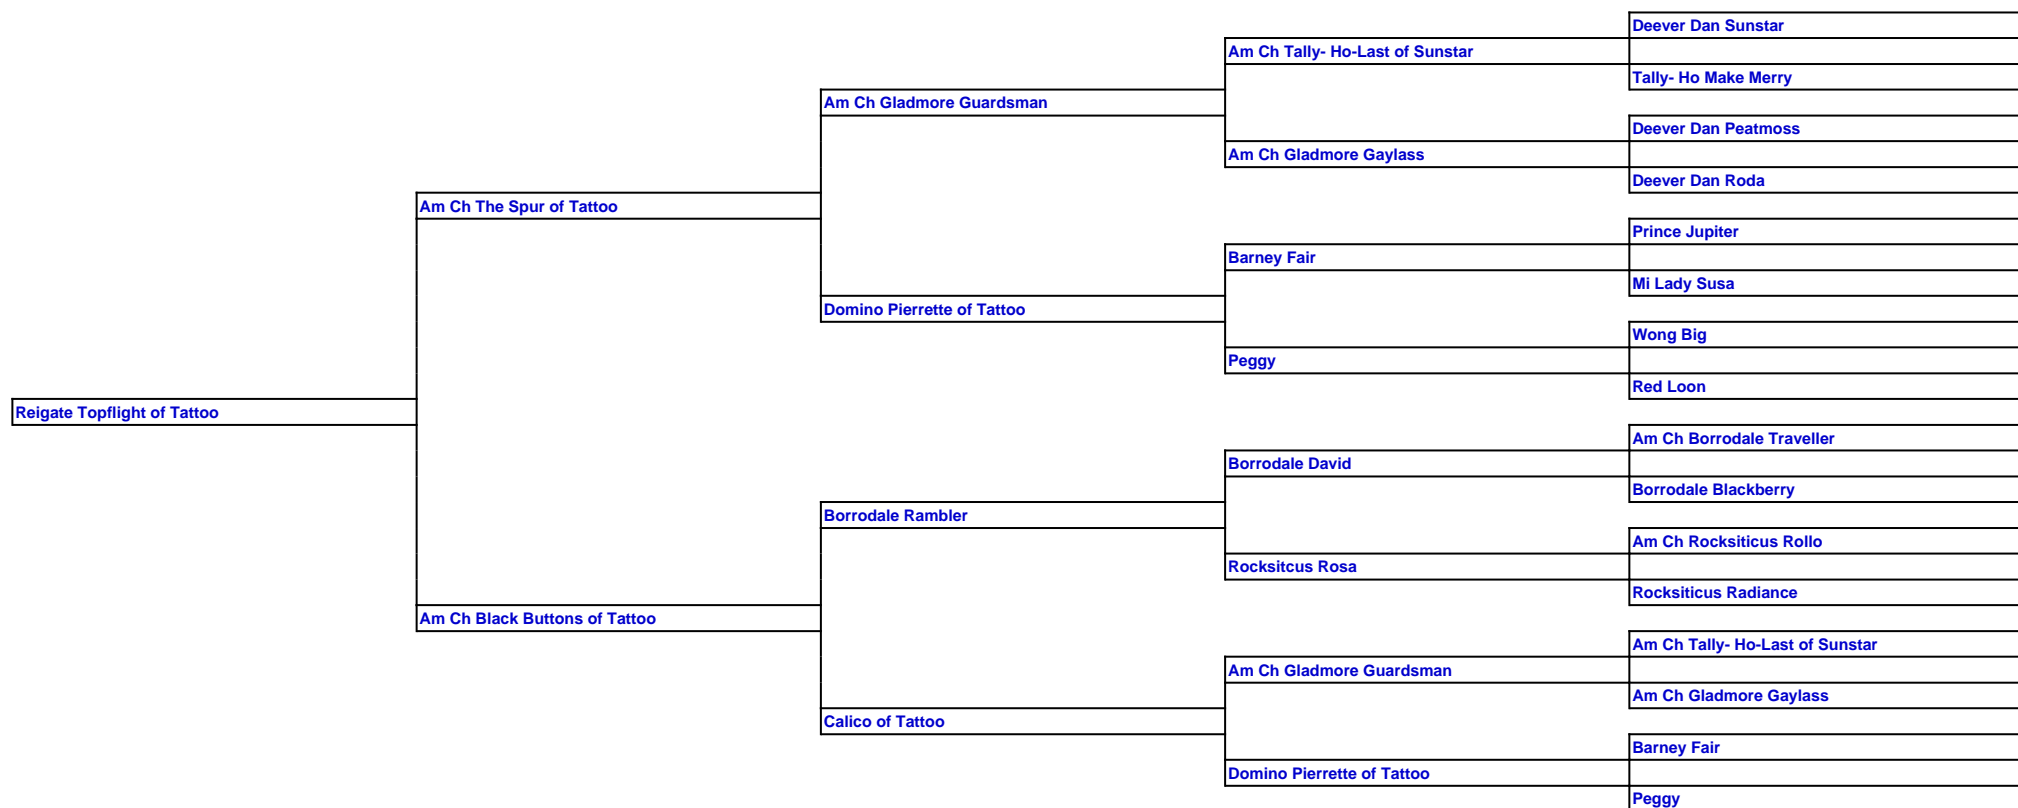 Deever Dan Sunstar
Am Ch Tally- Ho-Last of Sunstar
Tally- Ho Make Merry
Am Ch Gladmore Guardsman
Deever Dan Peatmoss
Am Ch Gladmore Gaylass
Deever Dan Roda
Am Ch The Spur of Tattoo
Prince Jupiter
Barney Fair
Mi Lady Susa
Domino Pierrette of Tattoo
Wong Big
Peggy
Red Loon
Reigate Topflight of Tattoo
Am Ch Borrodale Traveller
Borrodale David
Borrodale Blackberry
Borrodale Rambler
Am Ch Rocksiticus Rollo
Rocksitcus Rosa
Rocksiticus Radiance
Am Ch Black Buttons of Tattoo
Am Ch Tally- Ho-Last of Sunstar
Am Ch Gladmore Guardsman
Am Ch Gladmore Gaylass
Calico of Tattoo
Barney Fair
Domino Pierrette of Tattoo
Peggy